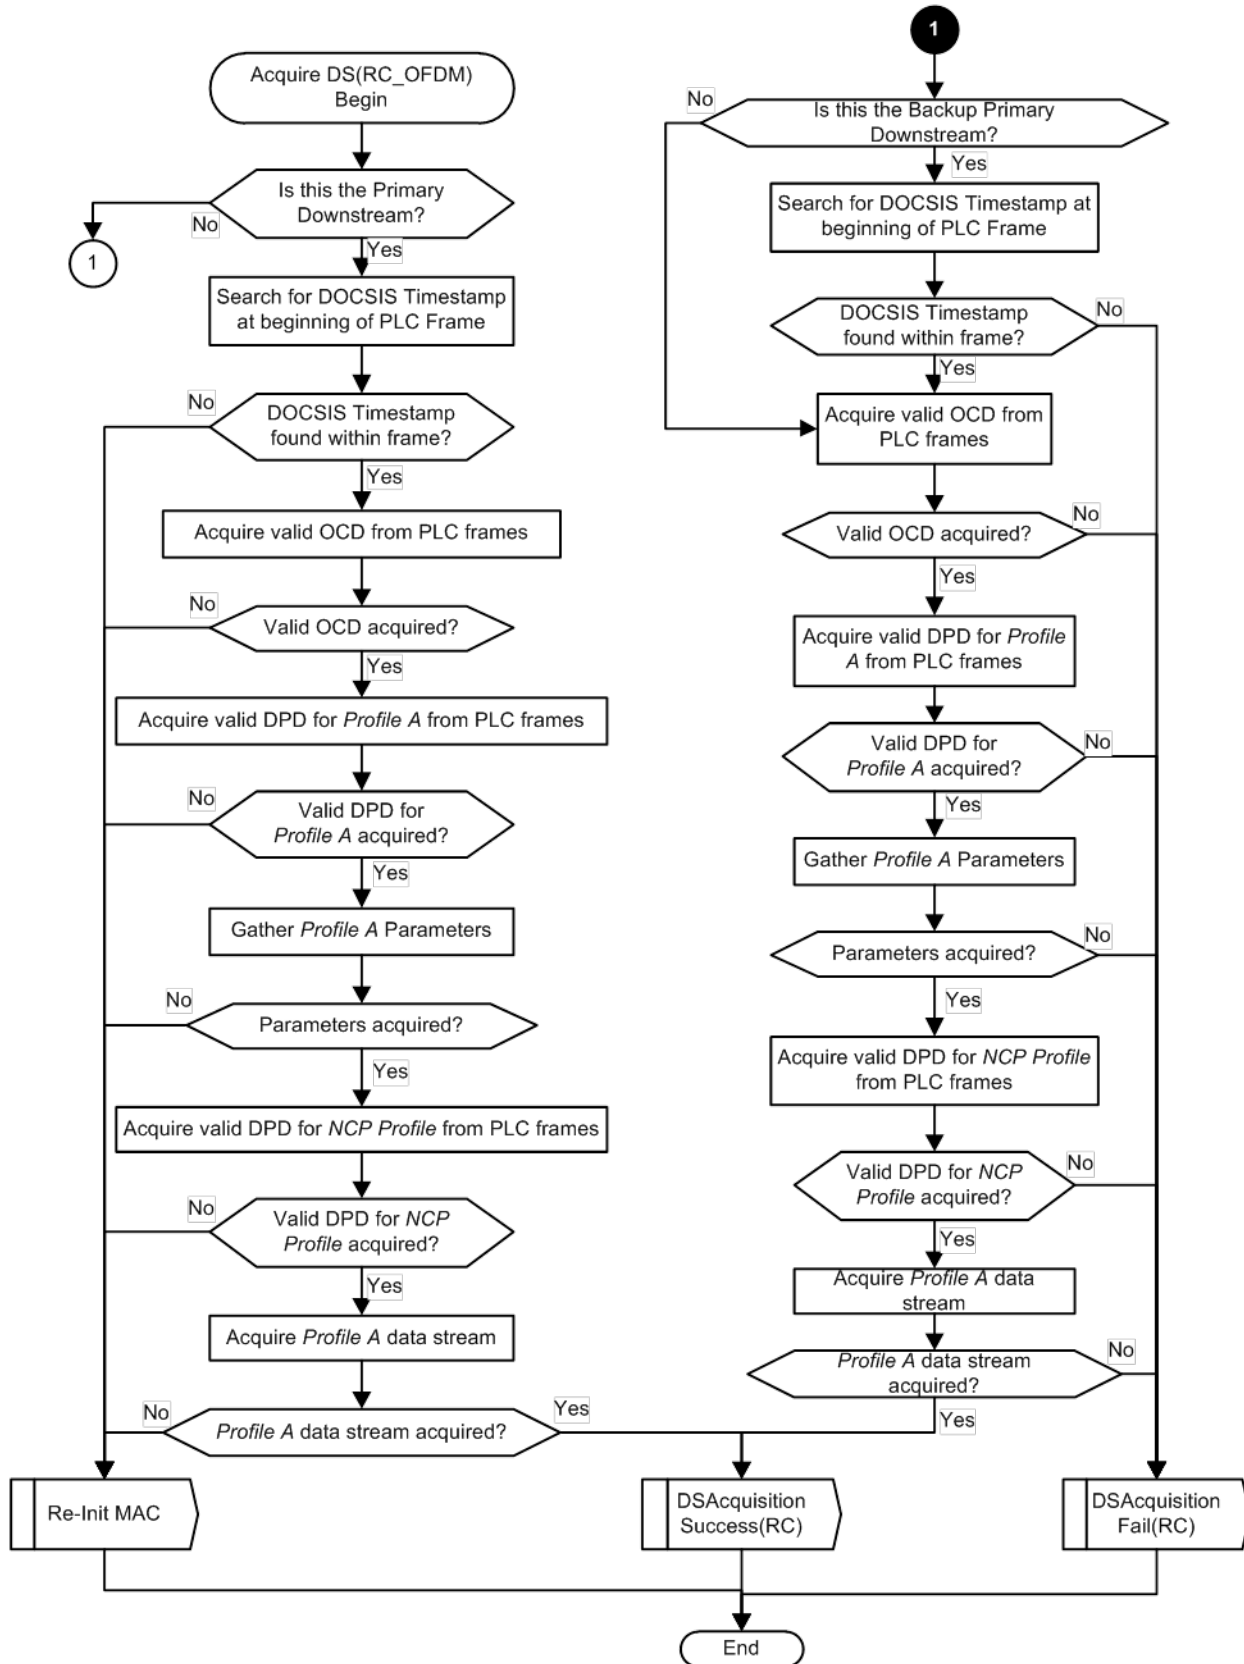 Acquire DS(RC_OFDM)
Begin
Is this the Primary
Downstream?
No
Yes
1
Search for DOCSIS Timestamp
at beginning of PLC Frame
No
DOCSIS Timestamp
found within frame?
Yes
Acquire valid OCD from PLC frames
No
Valid OCD acquired?
Yes
Acquire valid DPD for Profile A from PLC frames
No
Valid DPD for
Profile A acquired?
Yes
Gather Profile A Parameters
No
Parameters acquired?
Yes
Acquire valid DPD for NCP Profile from PLC frames
No
Valid DPD for NCP
Profile acquired?
Yes
Acquire Profile A data stream
No
Profile A data stream acquired?
Yes
Re-Init MAC
1
No
Is this the Backup Primary
Downstream?
Yes
Search for DOCSIS Timestamp at
beginning of PLC Frame
DOCSIS Timestamp
found within frame?
No
Yes
Acquire valid OCD from
PLC frames
Valid OCD acquired?
No
Yes
Acquire valid DPD for Profile
A from PLC frames
Valid DPD for
Profile A acquired?
No
Yes
Gather Profile A Parameters
Parameters acquired?
No
Yes
Acquire valid DPD for NCP Profile
from PLC frames
Valid DPD for NCP
Profile acquired?
No
Yes
Acquire Profile A data
stream
Profile A data stream
acquired?
No
Yes
DSAcquisition
Success(RC)
DSAcquisition
Fail(RC)
End